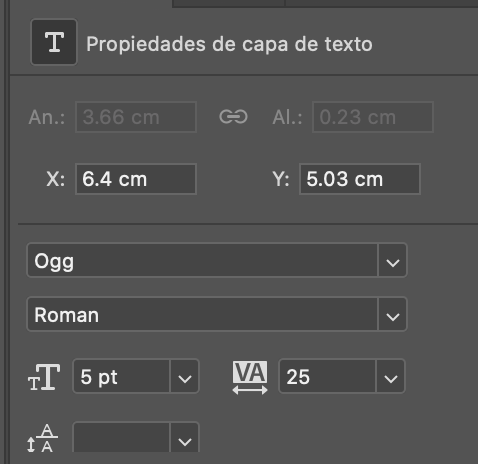 T Propiedades de capa de texto
An.: 3.66 cm Al.: 0.23 cm
X: 6.4 cm Y: 5.03 cm
Ogg
Roman
TT 5 pt VA 25
A
A